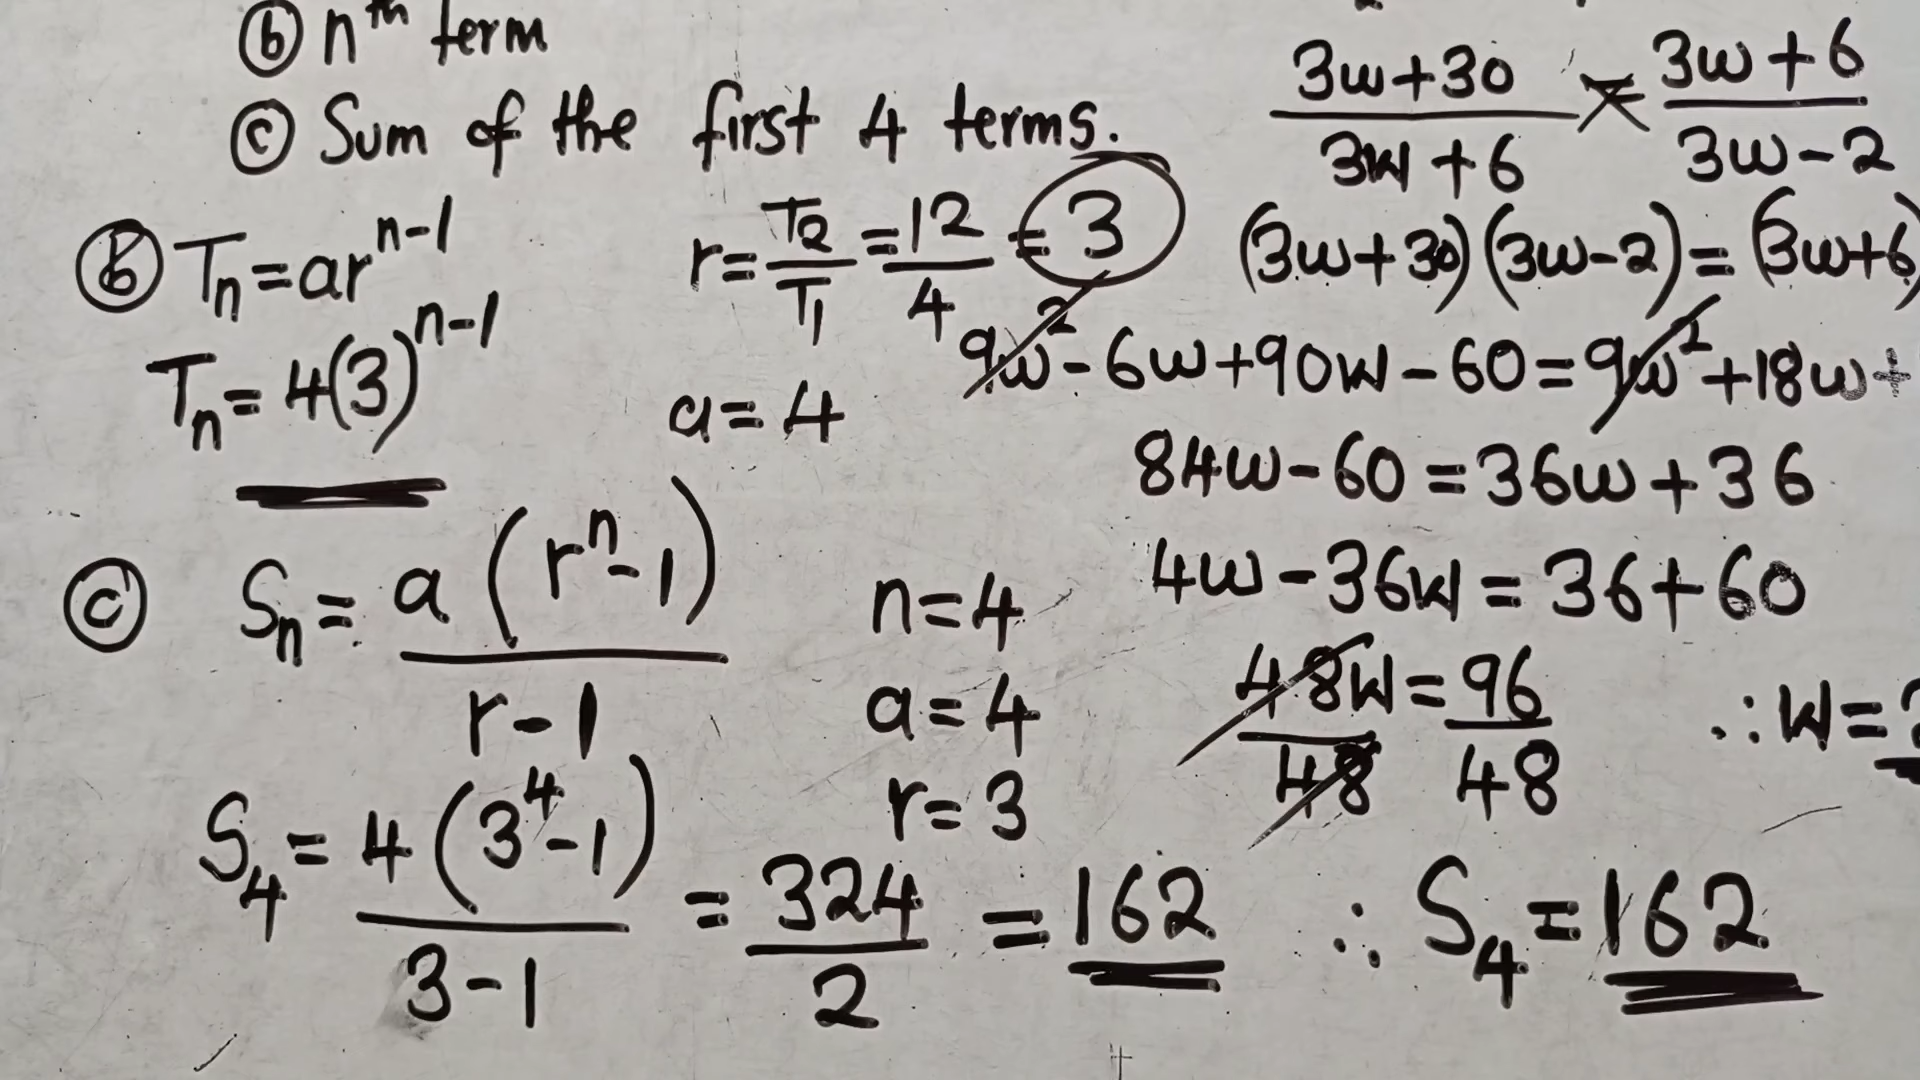 ⓑ nᵗʰ term
ⓒ Sum of the first 4 terms.
ⓑ Tₙ = arⁿ⁻¹
r = T₂/T₁ = 12/4 = 3
Tₙ = 4(3)ⁿ⁻¹
a = 4
ⓒ Sₙ = a(rⁿ - 1)/r - 1
n = 4
a = 4
r = 3
S₄ = 4(3⁴ - 1)/3 - 1 = 324/2 = 162 ∴ S₄ = 162
3w + 30/3w + 6 = 3w + 6/3w - 2
(3w + 30)(3w - 2) = (3w + 6)
9w² - 6w + 90w - 60 = 9w² + 18w +
84w - 60 = 36w + 36
4w - 36w = 36 + 60
48w/48 = 96/48 ∴ w =